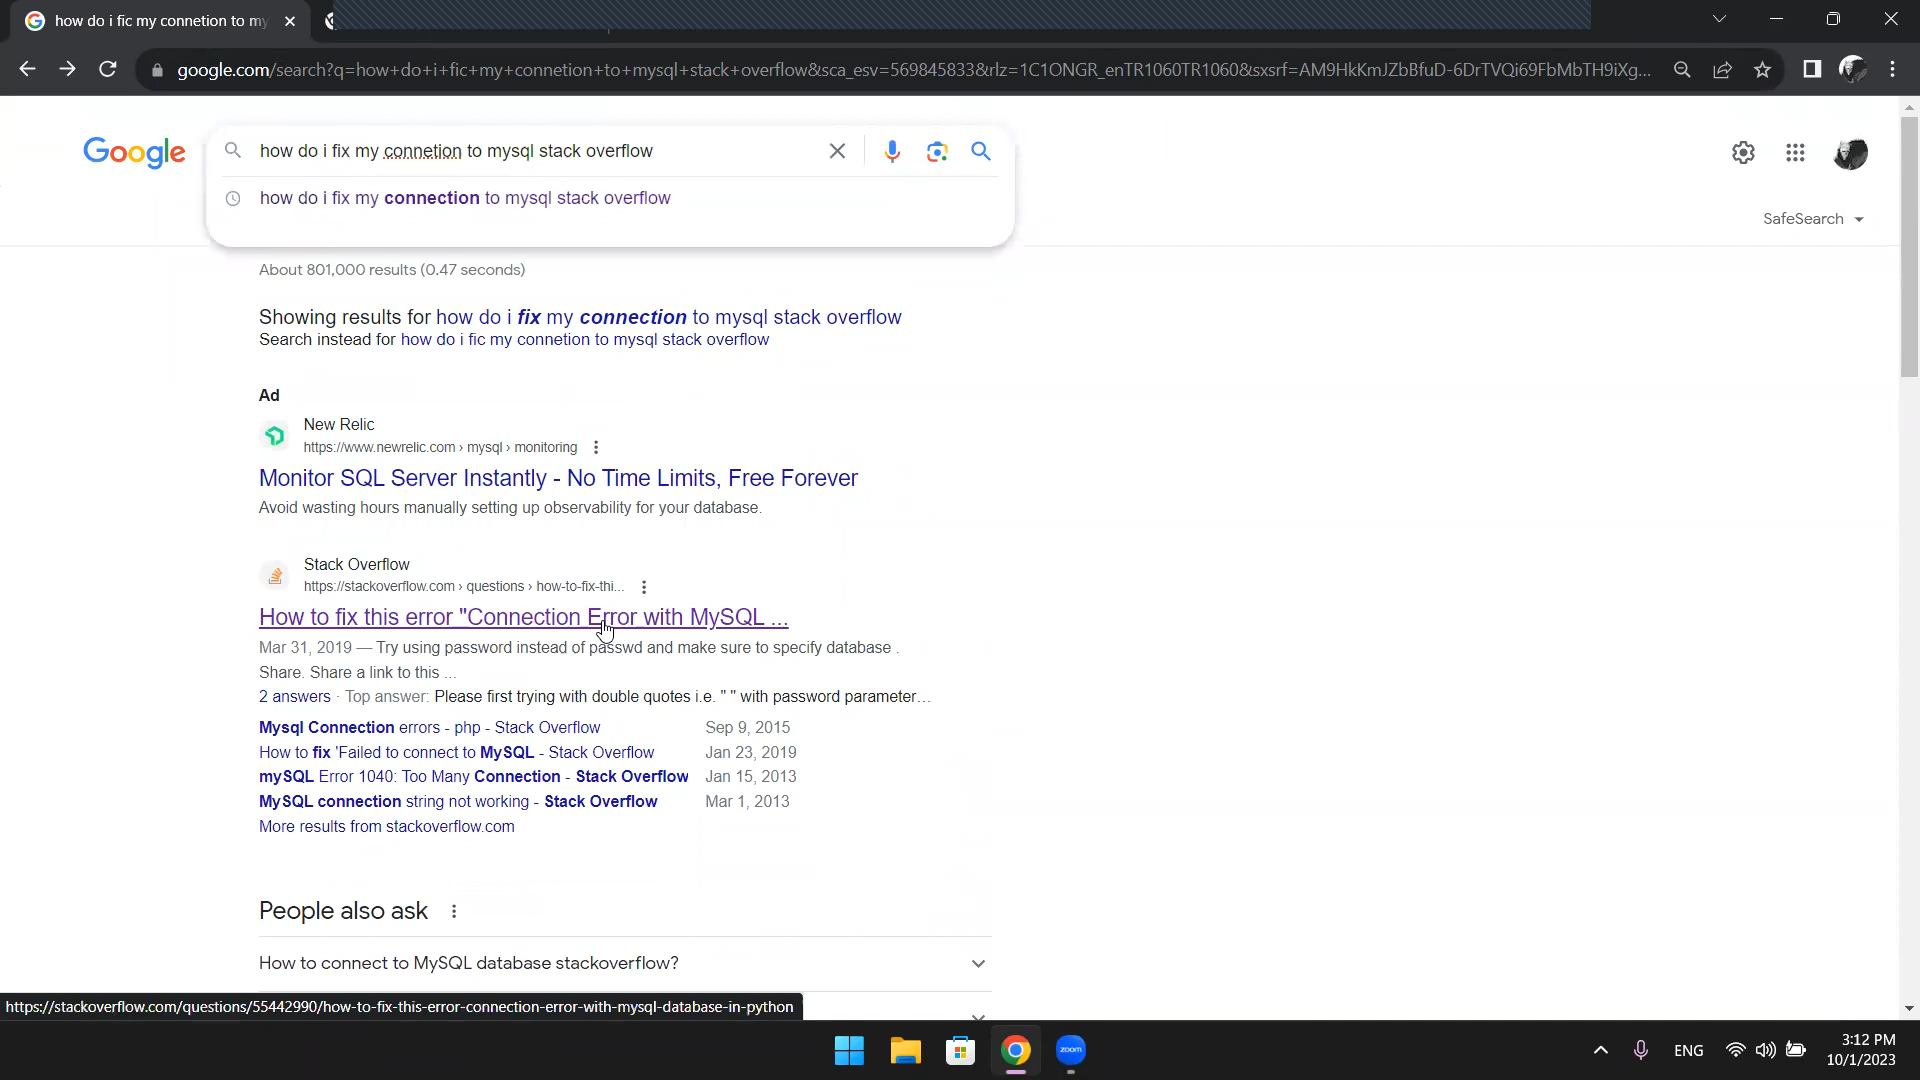 how do i fic my connetion to my
google.com/search?q=how+do+i+fic+my+connetion+to+mysql+stack+overflow&sca_esv=569845833&rlz=1C1ONGR_enTR1060TR1060&sxsrf=AM9HkKmJZbBfuD-6DrTVQi69FbMbTH9iXg...
Google
how do i fix my connetion to mysql stack overflow
how do i fix my connection to mysql stack overflow
SafeSearch
About 801,000 results (0.47 seconds)
Showing results for how do i fix my connection to mysql stack overflow
Search instead for how do i fic my connetion to mysql stack overflow
Ad
New Relic
https://www.newrelic.com › mysql › monitoring
Monitor SQL Server Instantly - No Time Limits, Free Forever
Avoid wasting hours manually setting up observability for your database.
Stack Overflow
https://stackoverflow.com › questions › how-to-fix-thi...
How to fix this error "Connection Error with MySQL ...
Mar 31, 2019 — Try using password instead of passwd and make sure to specify database .
Share. Share a link to this ...
2 answers · Top answer: Please first trying with double quotes i.e. " " with password parameter...
Mysql Connection errors - php - Stack Overflow Sep 9, 2015
How to fix 'Failed to connect to MySQL - Stack Overflow Jan 23, 2019
mySQL Error 1040: Too Many Connection - Stack Overflow Jan 15, 2013
MySQL connection string not working - Stack Overflow Mar 1, 2013
More results from stackoverflow.com
People also ask
How to connect to MySQL database stackoverflow?
https://stackoverflow.com/questions/55442990/how-to-fix-this-error-connection-error-with-mysql-database-in-python
zoom
ENG
3:12 PM
10/1/2023